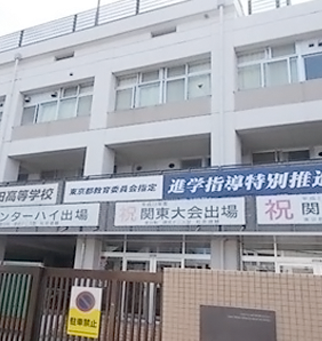 田高等学校
東京都教育委員会指定
進学指導特別推進
ンターハイ出場
祝 関東大会出場
祝 関
駐車禁止